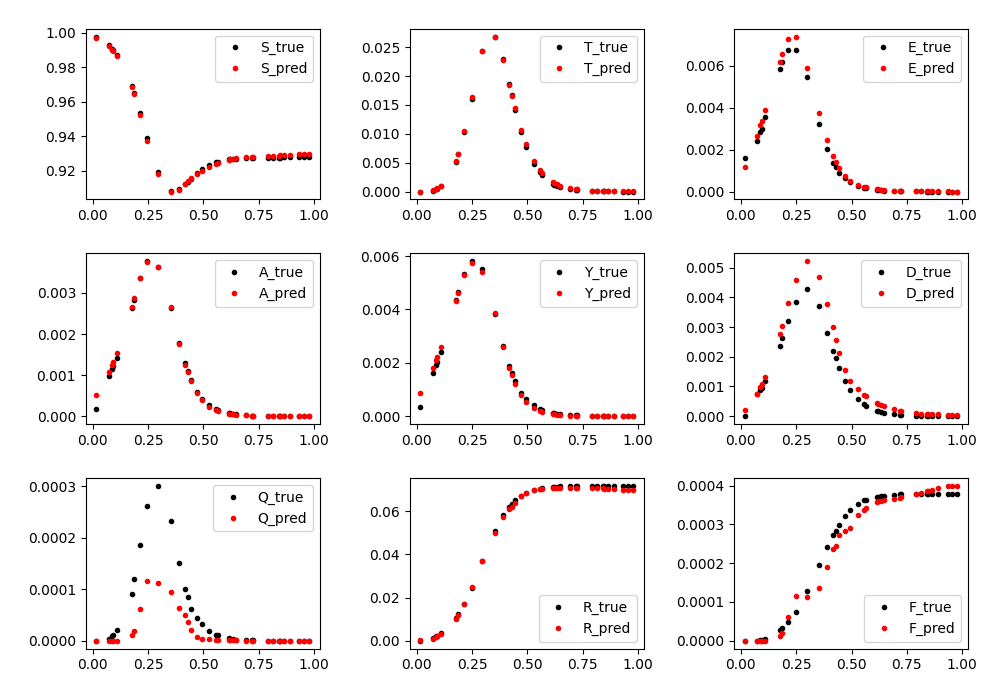 1.00
0.98
0.96
0.94
0.92
0.00 0.25 0.50 0.75 1.00
S_true
S_pred
0.025
0.020
0.015
0.010
0.005
0.000
0.00 0.25 0.50 0.75 1.00
T_true
T_pred
0.006
0.004
0.002
0.000
0.00 0.25 0.50 0.75 1.00
E_true
E_pred
0.003
0.002
0.001
0.000
0.00 0.25 0.50 0.75 1.00
A_true
A_pred
0.006
0.004
0.002
0.000
0.00 0.25 0.50 0.75 1.00
Y_true
Y_pred
0.005
0.004
0.003
0.002
0.001
0.000
0.00 0.25 0.50 0.75 1.00
D_true
D_pred
0.0003
0.0002
0.0001
0.0000
0.00 0.25 0.50 0.75 1.00
Q_true
Q_pred
0.06
0.04
0.02
0.00
0.00 0.25 0.50 0.75 1.00
R_true
R_pred
0.0004
0.0003
0.0002
0.0001
0.0000
0.00 0.25 0.50 0.75 1.00
F_true
F_pred